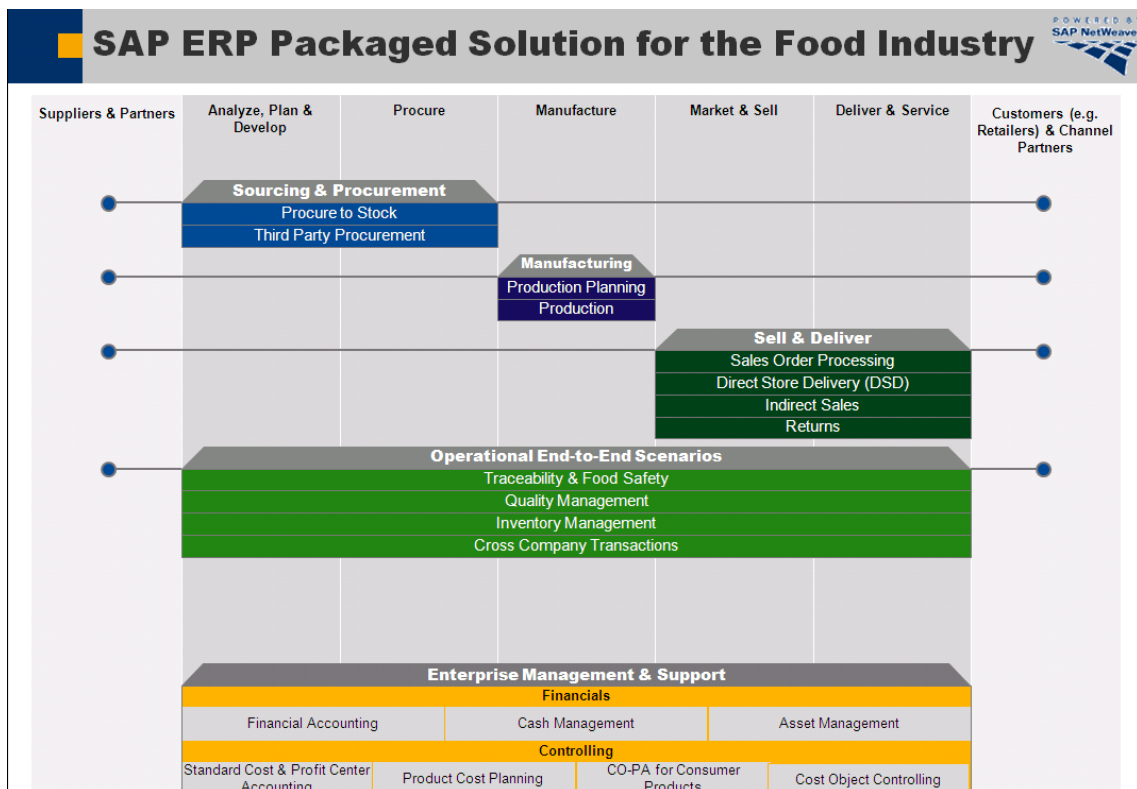 POWERED BY
SAP NetWeaver
SAP ERP Packaged Solution for the Food Industry
Suppliers & Partners
Analyze, Plan &
Develop
Procure
Manufacture
Market & Sell
Deliver & Service
Customers (e.g.
Retailers) & Channel
Partners
Sourcing & Procurement
Procure to Stock
Third Party Procurement
Manufacturing
Production Planning
Production
Sell & Deliver
Sales Order Processing
Direct Store Delivery (DSD)
Indirect Sales
Returns
Operational End-to-End Scenarios
Traceability & Food Safety
Quality Management
Inventory Management
Cross Company Transactions
Enterprise Management & Support
Financials
Financial Accounting
Cash Management
Asset Management
Controlling
Standard Cost & Profit Center
Accounting
Product Cost Planning
CO-PA for Consumer
Products
Cost Object Controlling